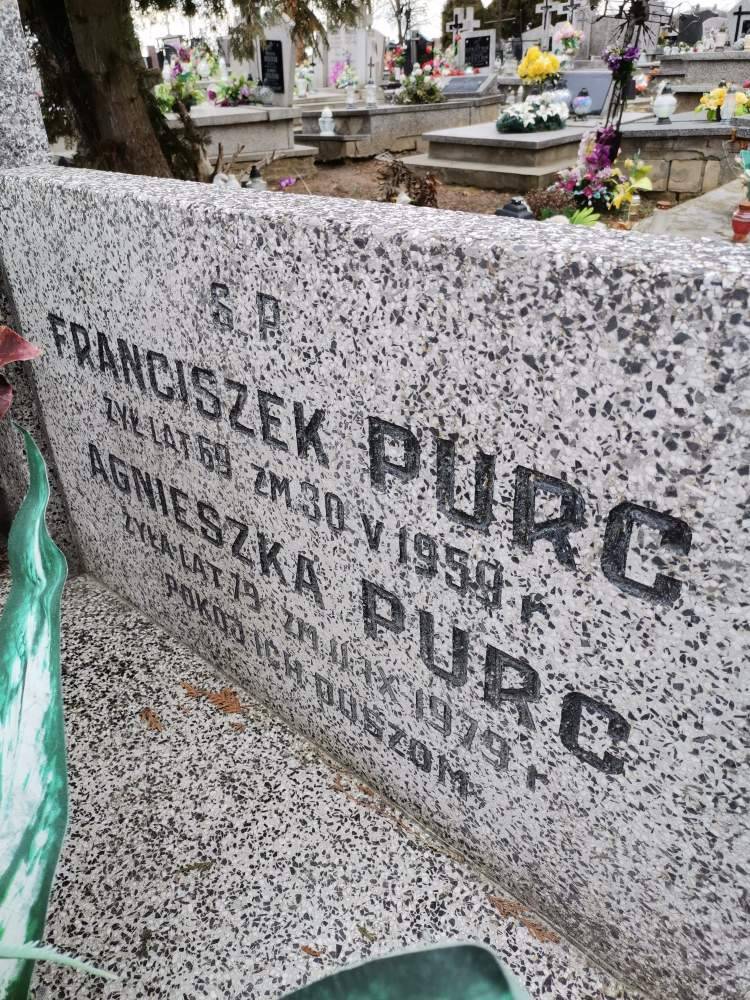 S. P.
FRANCISZEK PURC
ŻYŁ LAT 69 ZM. 30 V 1959 r.
AGNIESZKA PURC
ŻYŁA LAT 79 ZM. 11 IX 1979 r.
POKÓJ ICH DUSZOM.